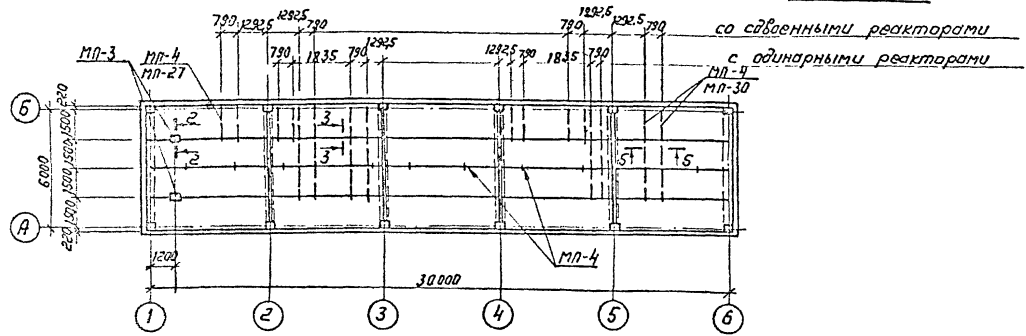 1292,5 1292,5
790 1292,5 790 790 1292,5 790 со сдвоенными реакторами
790 1835 790 1292,5 1292,5 790 1835 790 с одинарными реакторами
МП-3 МП-4 МП-4
МП-27 МП-30
Б
220
1500
1500
1500
1500
220
6000
А
2 3
2 3 5 5
МП-4
1200
30000
1 2 3 4 5 6